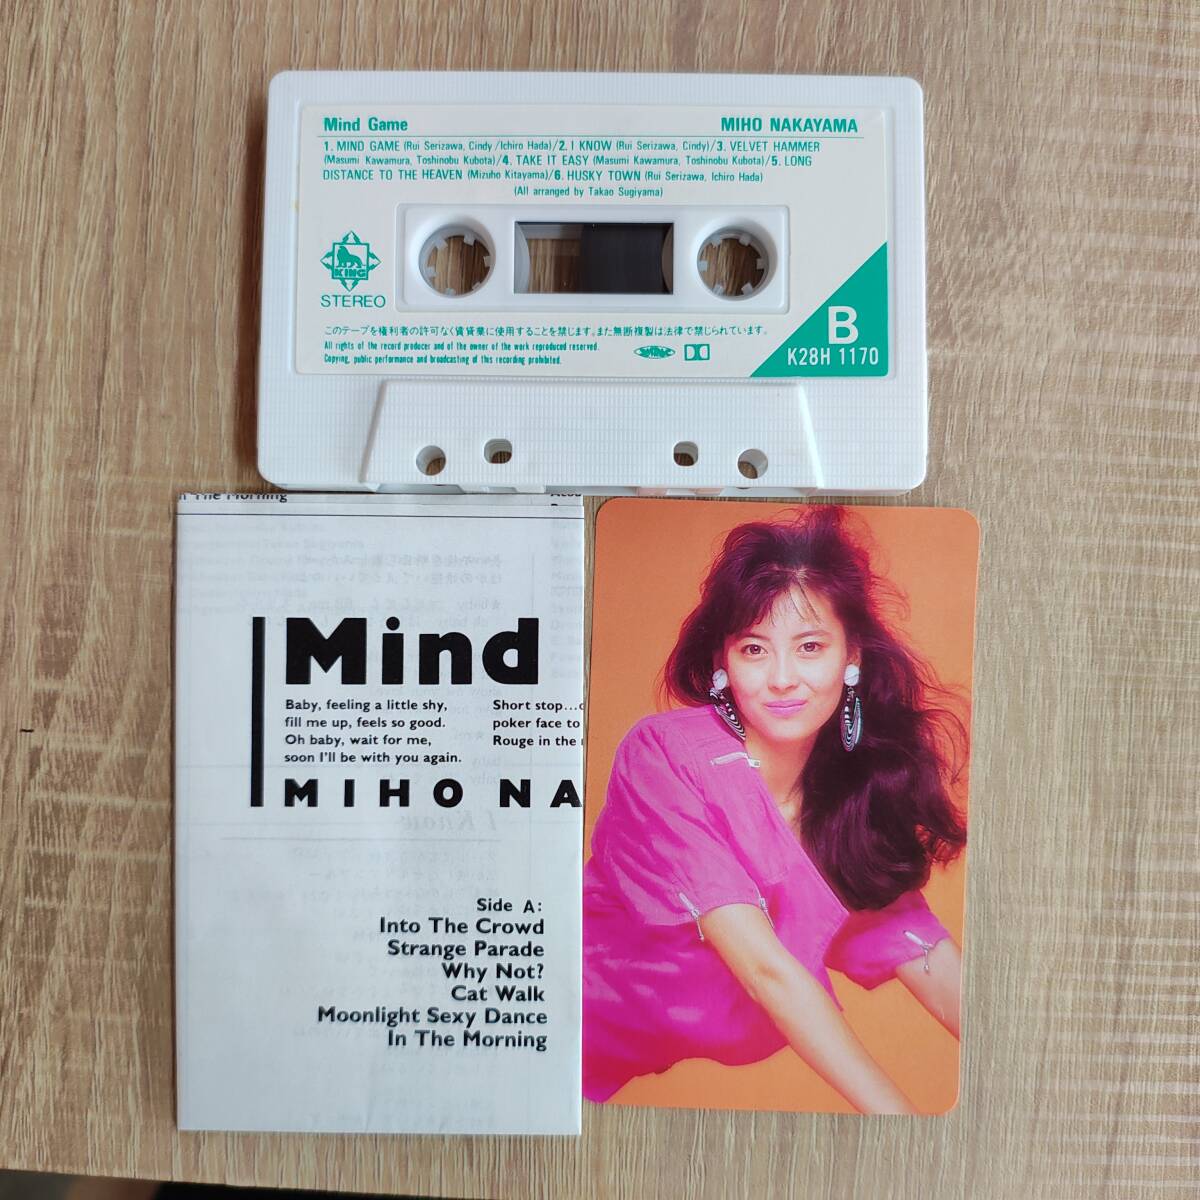 Mind Game
MIHO NAKAYAMA
1. MIND GAME (Rui Serizawa, Cindy/Ichiro Hada)/2. I KNOW (Rui Serizawa, Cindy)/3. VELVET HAMMER
(Masumi Kawamura, Toshinobu Kubota)/4. TAKE IT EASY (Masumi Kawamura, Toshinobu Kubota)/5. LONG
DISTANCE TO THE HEAVEN (Mizuho Kitayama)/6. HUSKY TOWN (Rui Serizawa, Ichiro Hada)
(All arranged by Takao Sugiyama)
KING
STEREO
B
K28H 1170
このテープを権利者の許可なく賃貸業に使用することを禁じます。また無断複製は法律で禁じられています。
All rights of the record producer and of the owner of the work reproduced reserved.
Copying, public performance and broadcasting of this recording prohibited.
The Morning
Mind
Baby, feeling a little shy,
fill me up, feels so good.
Oh baby, wait for me,
soon I'll be with you again.
Short stop...
poker face to
Rouge in the
MIHO NA
I Know
Side A:
Into The Crowd
Strange Parade
Why Not?
Cat Walk
Moonlight Sexy Dance
In The Morning